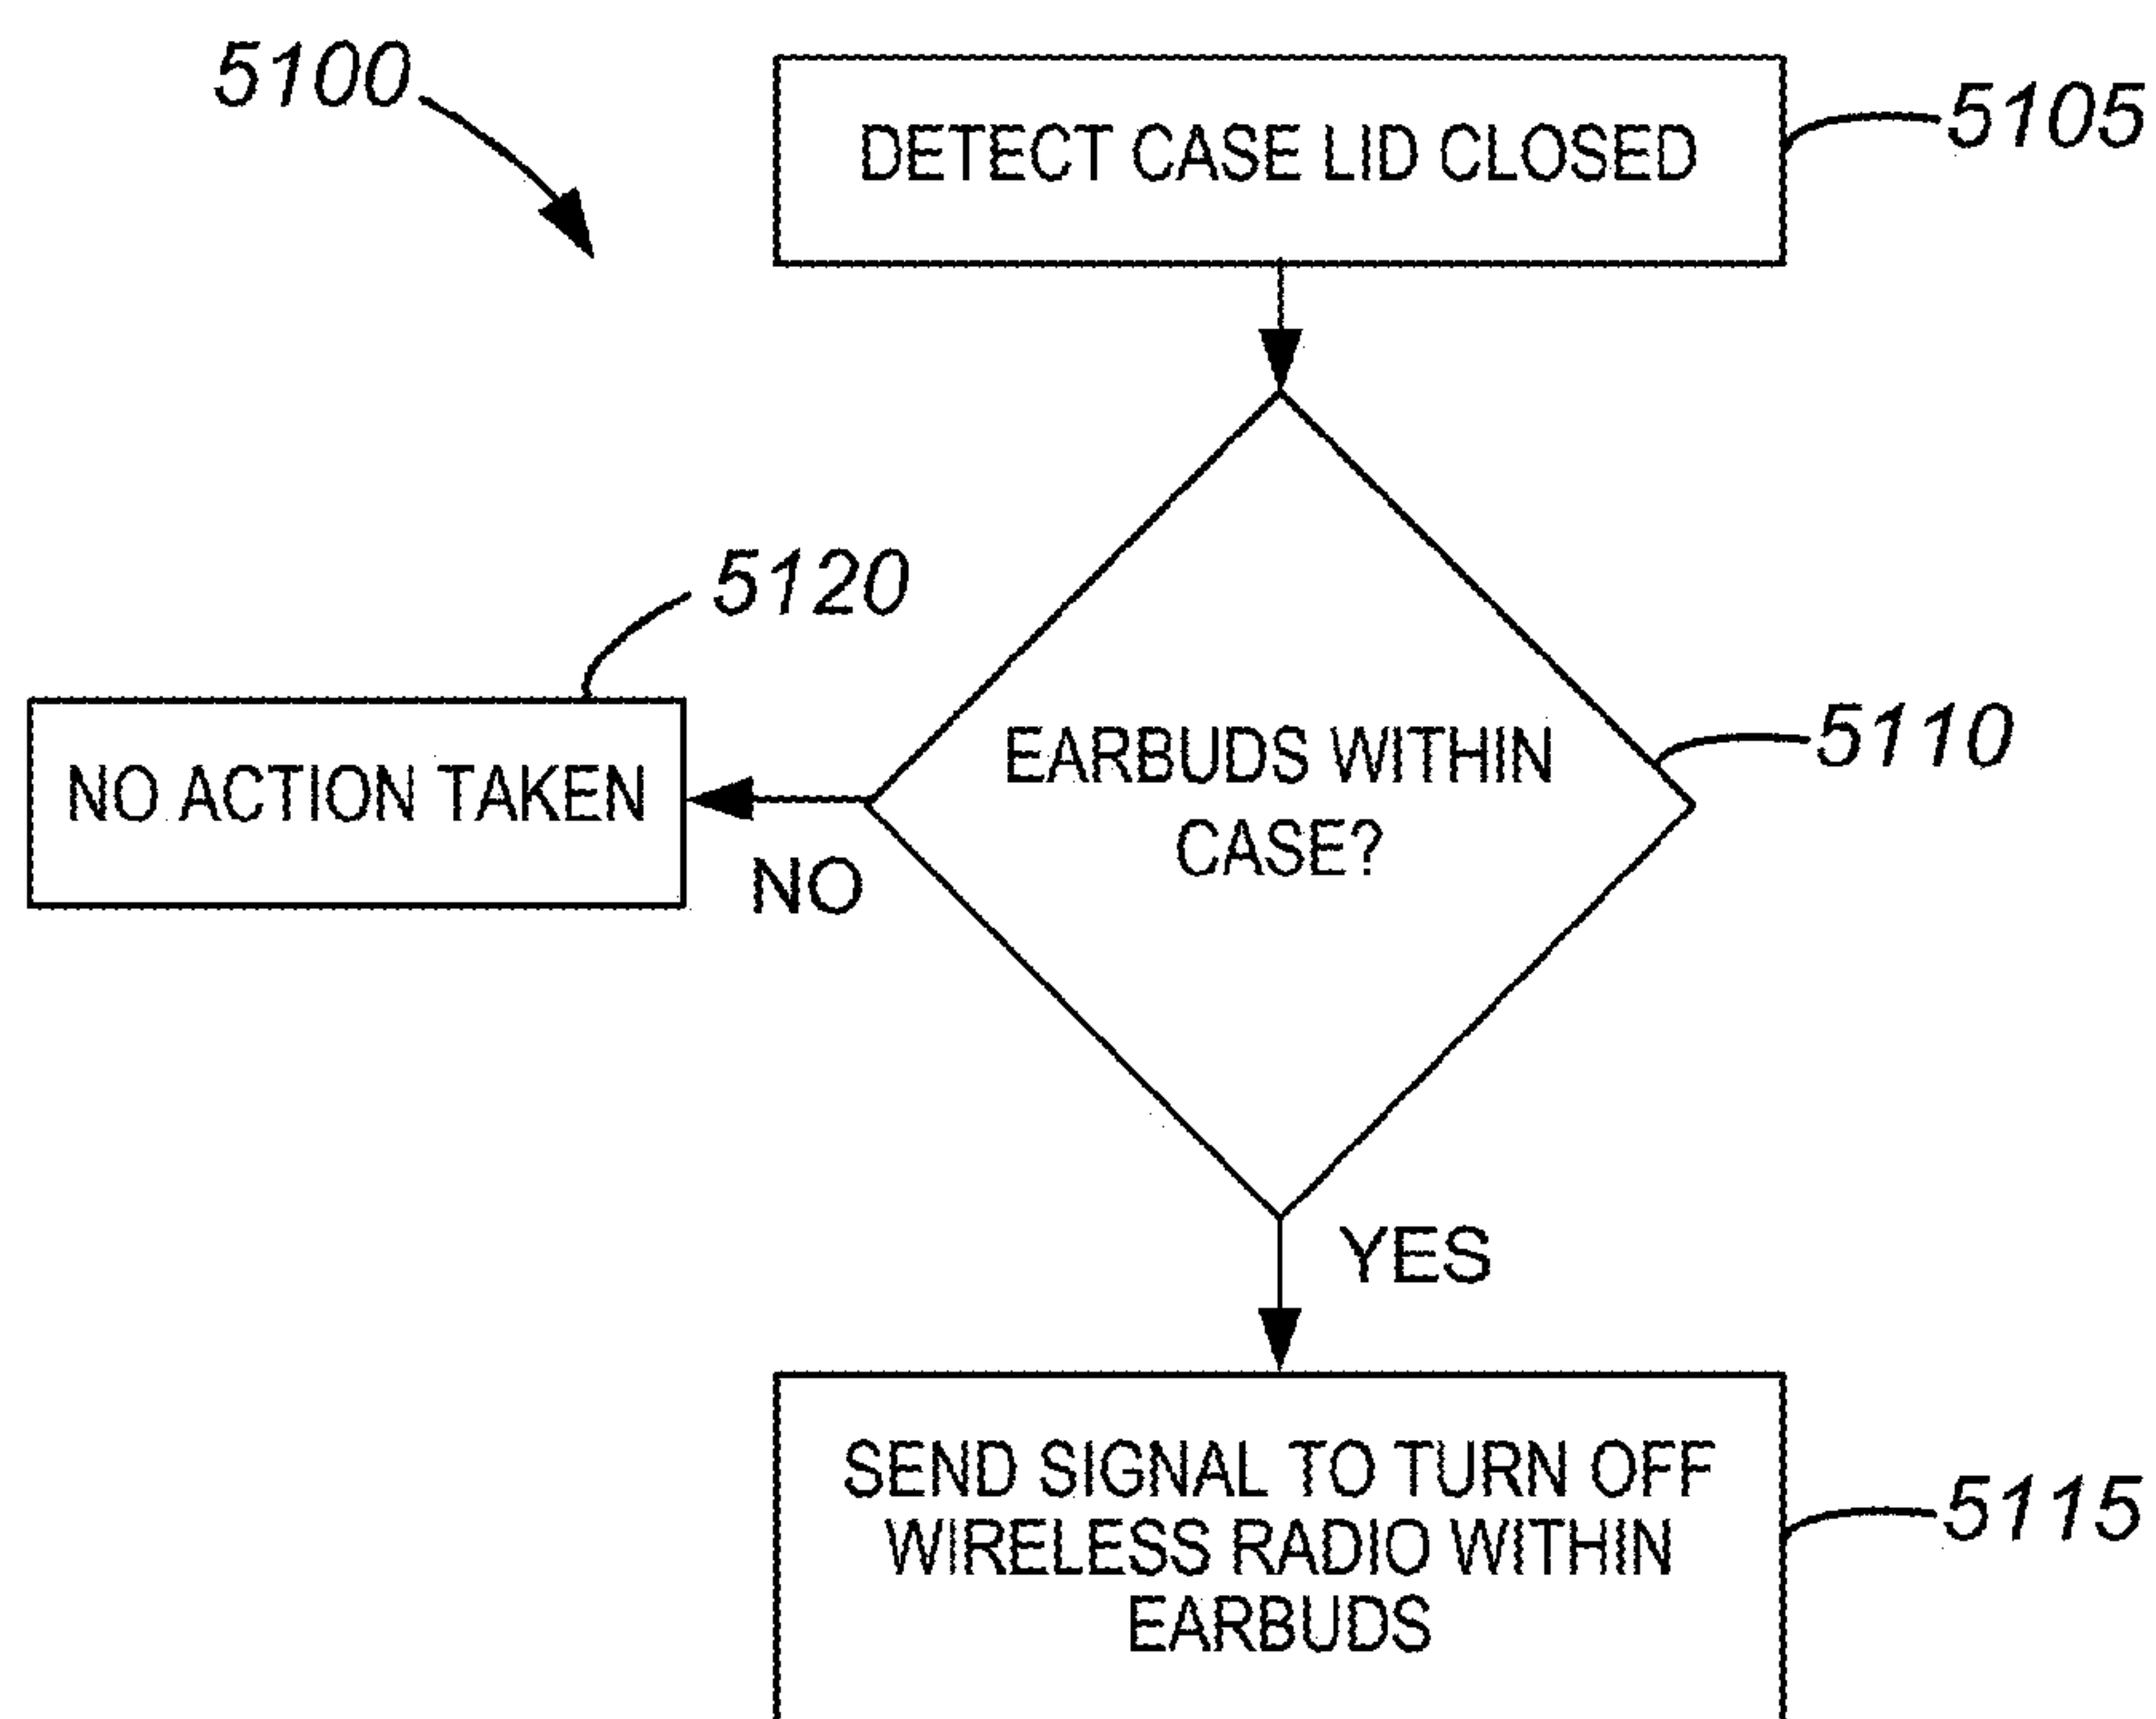 5100
DETECT CASE LID CLOSED
5105
5120
NO ACTION TAKEN
NO
EARBUDS WITHIN
CASE?
5110
YES
SEND SIGNAL TO TURN OFF
WIRELESS RADIO WITHIN
EARBUDS
5115